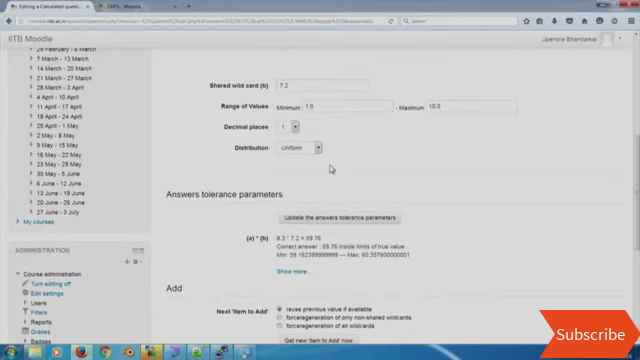 Editing a Calculated questi...
DBPs - Moodle
Search
IITB Moodle
Upendra Bhandarkar
29 February - 6 March
7 March - 13 March
14 March - 20 March
21 March - 27 March
28 March - 3 April
4 April - 10 April
11 April - 17 April
18 April - 24 April
25 April - 1 May
2 May - 8 May
9 May - 15 May
16 May - 22 May
23 May - 29 May
30 May - 5 June
6 June - 12 June
13 June - 19 June
20 June - 26 June
27 June - 3 July
My courses
ADMINISTRATION
Course administration
Turn editing off
Edit settings
Users
Filters
Reports
Grades
Shared wild card {b} 7.2
Range of Values Minimum 1.0 - Maximum 10.0
Decimal places 1
Distribution Uniform
Answers tolerance parameters
Update the answers tolerance parameters
{a} * {b} 8.3 * 7.2 = 59.76
Correct answer : 59.76 inside limits of true value
Min: 59.162399999999 --- Max: 60.357600000001
Show more...
Add
Next 'Item to Add' reuse previous value if available
forceregeneration of only non-shared wildcards
forceregeneration of all wildcards
Get new 'Item to Add' now
Subscribe